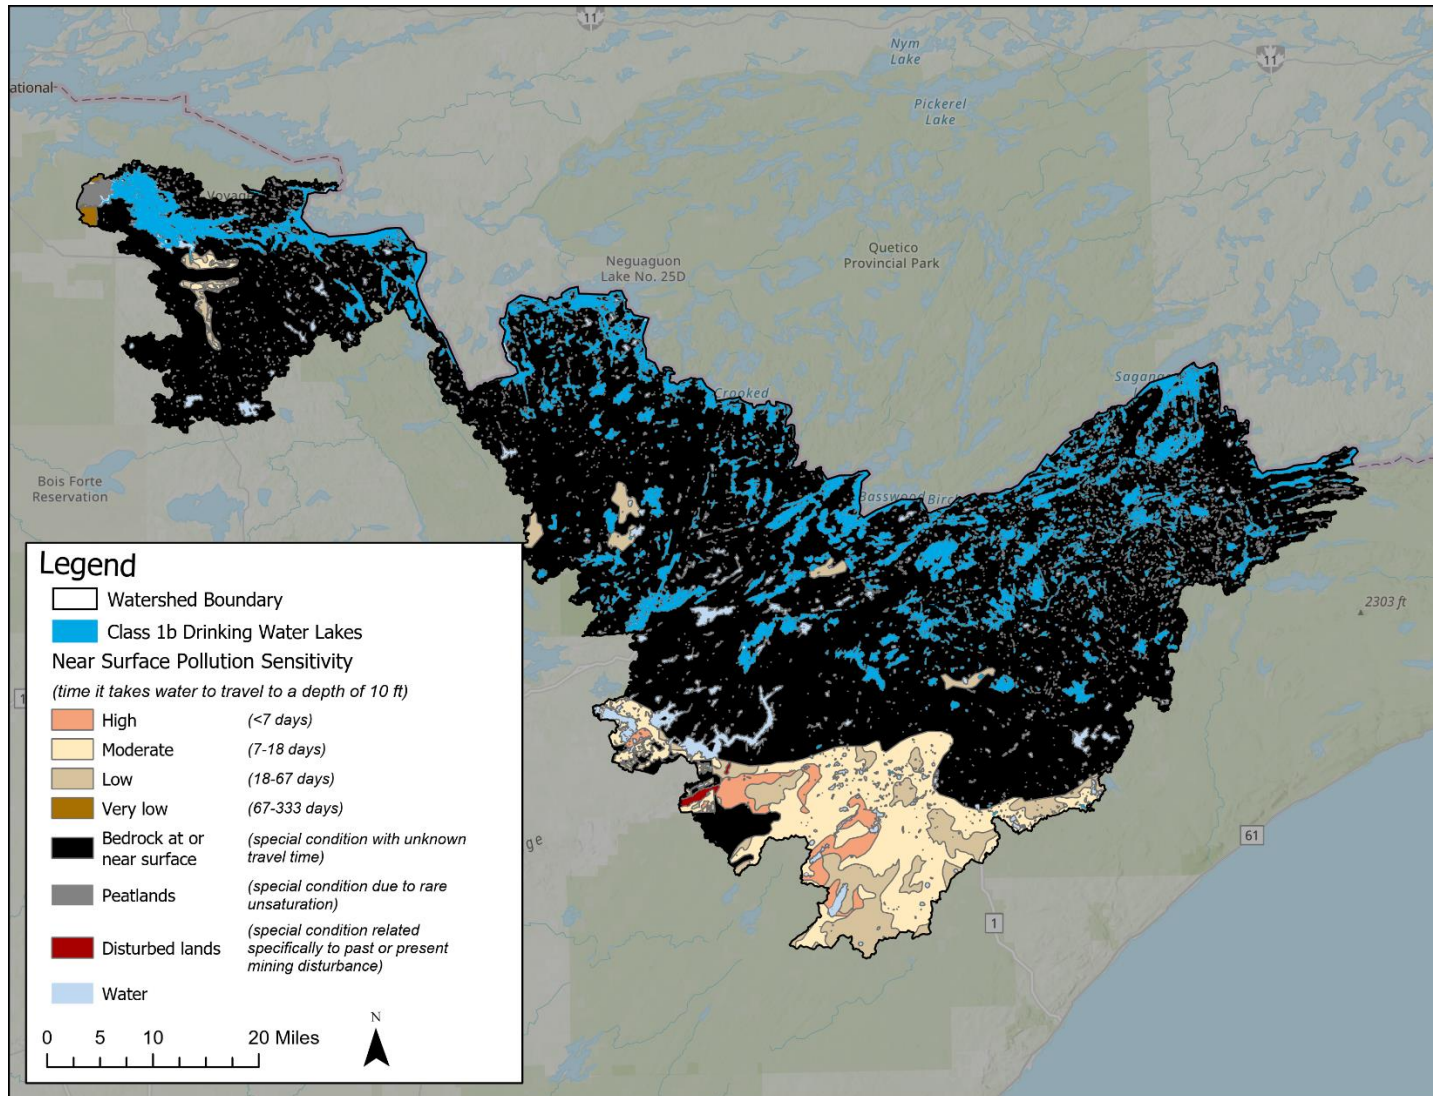 11
Nym
Lake
11
ational
Pickerel
Lake
Voyag
Quetico
Provincial Park
Neguaguon
Lake No. 25D
Sagana
Crooked
Bois Forte
Reservation
Basswood Birch
2303 ft
61
1
ge
1
Legend
Watershed Boundary
Class 1b Drinking Water Lakes
Near Surface Pollution Sensitivity
(time it takes water to travel to a depth of 10 ft)
High (<7 days)
Moderate (7-18 days)
Low (18-67 days)
Very low (67-333 days)
Bedrock at or (special condition with unknown
near surface travel time)
Peatlands (special condition due to rare
unsaturation)
(special condition related
Disturbed lands specifically to past or present
mining disturbance)
Water
N
0 5 10 20 Miles